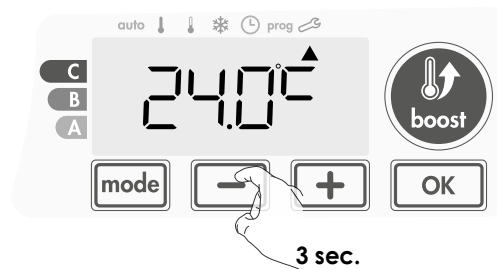 auto prog
C
B
A
24.0°C
boost
mode - + OK
3 sec.